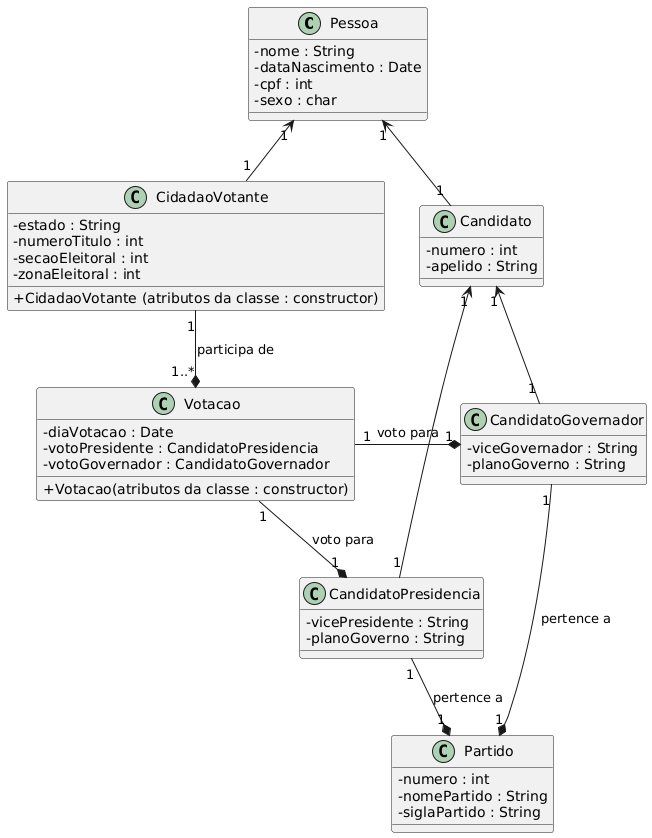 C Pessoa
-nome : String
-dataNascimento : Date
-cpf : int
-sexo : char
1
1
1
1
C CidadaoVotante
-estado : String
-numeroTitulo : int
-secaoEleitoral : int
-zonaEleitoral : int
+CidadaoVotante (atributos da classe : constructor)
C Candidato
-numero : int
-apelido : String
1
1
1
participa de
1..*
1
C Votacao
-diaVotacao : Date
-votoPresidente : CandidatoPresidencia
-votoGovernador : CandidatoGovernador
+Votacao(atributos da classe : constructor)
1
voto para
1
C CandidatoGovernador
-viceGovernador : String
-planoGoverno : String
1
voto para
1
1
1
pertence a
C CandidatoPresidencia
-vicePresidente : String
-planoGoverno : String
1
pertence a
1
1
C Partido
-numero : int
-nomePartido : String
-siglaPartido : String